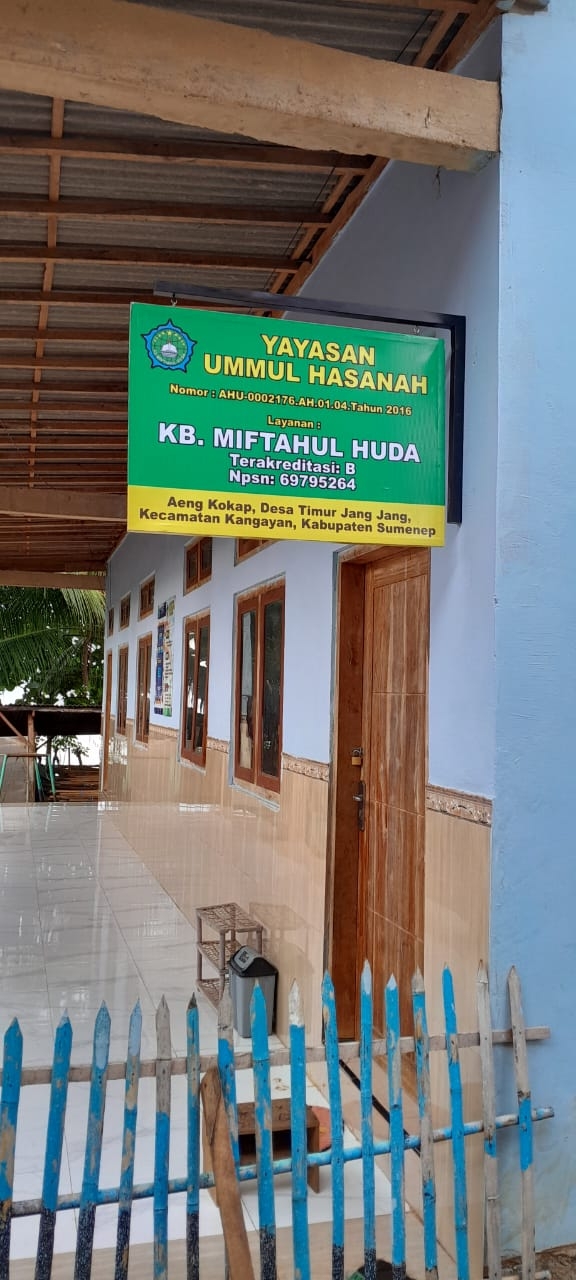 YAYASAN
UMMUL HASANAH
Nomor : AHU-0002176.AH.01.04.Tahun 2016
Layanan :
KB. MIFTAHUL HUDA
Terakreditasi: B
Npsn: 69795264
Aeng Kokap, Desa Timur Jang Jang,
Kecamatan Kangayan, Kabupaten Sumenep